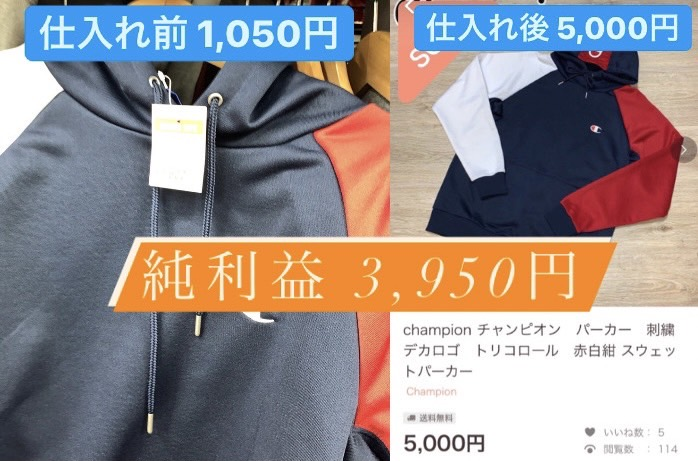 仕入れ前 1,050円
仕入れ後 5,000円
純利益 3,950円
champion チャンピオン　パーカー　刺繍
デカロゴ　トリコロール　赤白紺 スウェッ
トパーカー
Champion
送料無料
5,000円
いいね数： 5
閲覧数　： 114